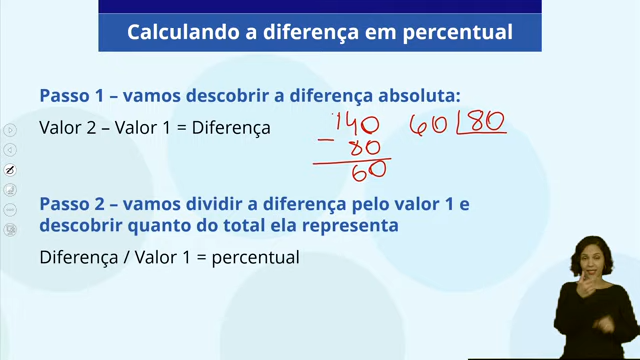 Calculando a diferença em percentual
Passo 1 – vamos descobrir a diferença absoluta:
Valor 2 – Valor 1 = Diferença
140
- 80
60
60 80
Passo 2 – vamos dividir a diferença pelo valor 1 e
descobrir quanto do total ela representa
Diferença / Valor 1 = percentual